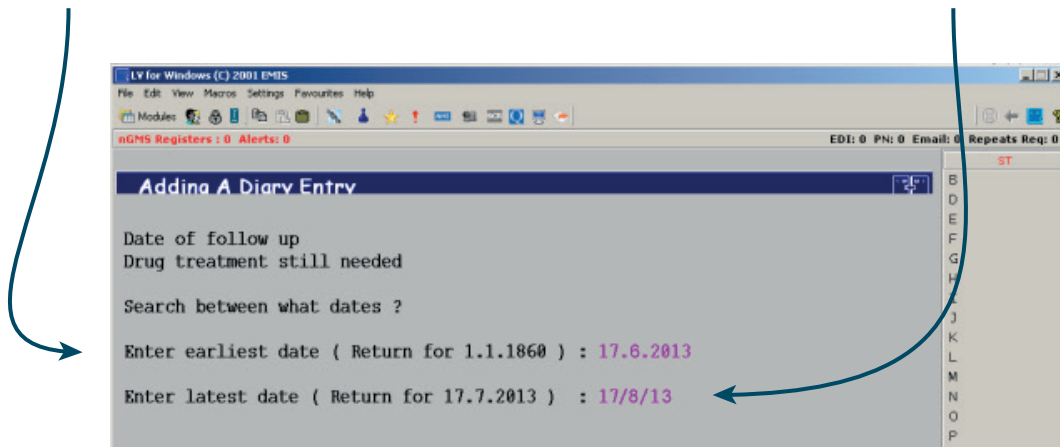 LV for Windows (C) 2001 EMIS
File Edit View Macros Settings Favourites Help
Modules
nGMS Registers : 0 Alerts: 0 EDI: 0 PN: 0 Email: 0 Repeats Req: 0
ST
Adding A Diary Entry
B
D
E
Date of follow up
F
Drug treatment still needed
G
H
I
Search between what dates ?
J
K
Enter earliest date ( Return for 1.1.1860 ) : 17.6.2013
L
M
Enter latest date ( Return for 17.7.2013 ) : 17/8/13
N
O
P